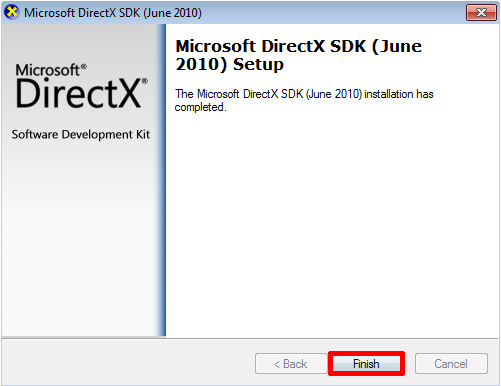 Microsoft DirectX SDK (June 2010)
Microsoft®
DirectX®
Software Development Kit
Microsoft DirectX SDK (June
2010) Setup
The Microsoft DirectX SDK (June 2010) installation has
completed.
< Back
Finish
Cancel